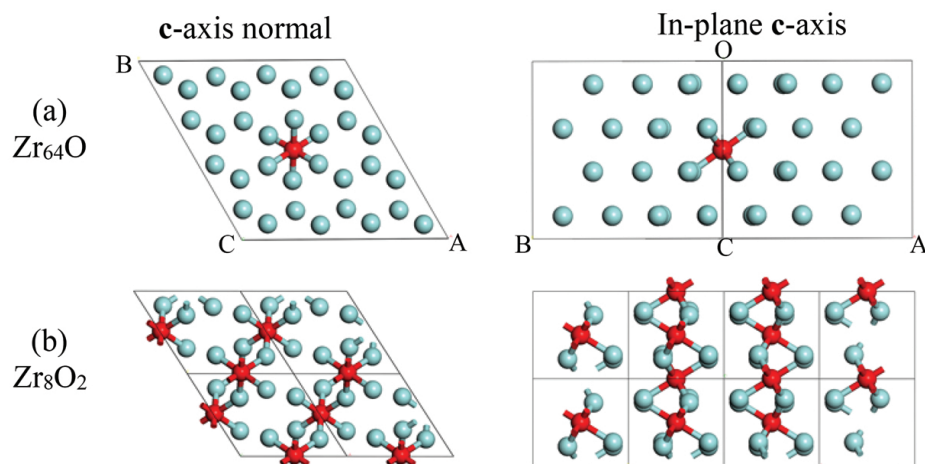 c-axis normal
In-plane c-axis
(a)
Zr₆₄O
B
C
A
O
B
C
A
(b)
Zr₈O₂